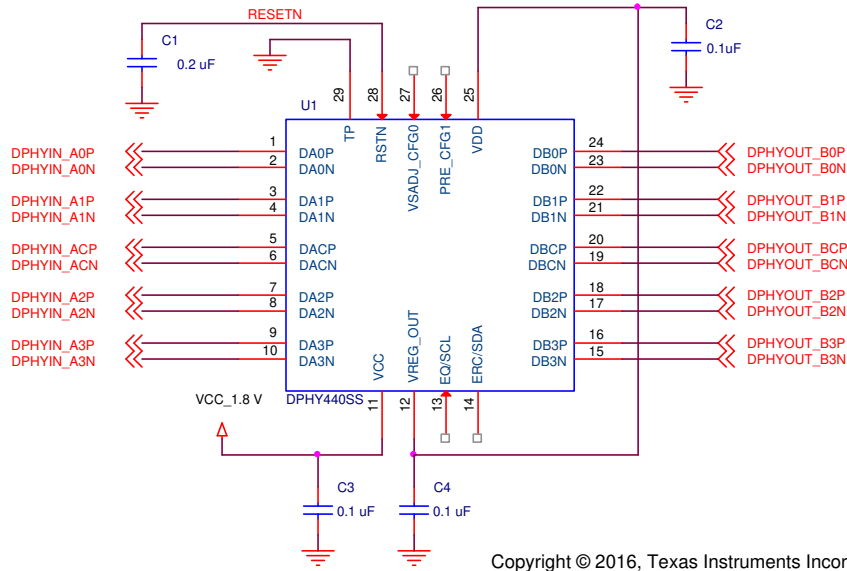 RESETN
C1
0.2 uF
C2
0.1uF
29
28
27
26
25
U1
TP
RSTN
VSADJ_CFG0
PRE_CFG1
VDD
DPHYIN_A0P 1 DA0P DB0P 24 DPHYOUT_B0P
DPHYIN_A0N 2 DA0N DB0N 23 DPHYOUT_B0N
DPHYIN_A1P 3 DA1P DB1P 22 DPHYOUT_B1P
DPHYIN_A1N 4 DA1N DB1N 21 DPHYOUT_B1N
DPHYIN_ACP 5 DACP DBCP 20 DPHYOUT_BCP
DPHYIN_ACN 6 DACN DBCN 19 DPHYOUT_BCN
DPHYIN_A2P 7 DA2P DB2P 18 DPHYOUT_B2P
DPHYIN_A2N 8 DA2N DB2N 17 DPHYOUT_B2N
DPHYIN_A3P 9 DA3P DB3P 16 DPHYOUT_B3P
DPHYIN_A3N 10 DA3N DB3N 15 DPHYOUT_B3N
VCC
VREG_OUT
EQ/SCL
ERC/SDA
VCC_1.8 V
DPHY440SS
11
12
13
14
C3
0.1 uF
C4
0.1 uF
Copyright © 2016, Texas Instruments Incor